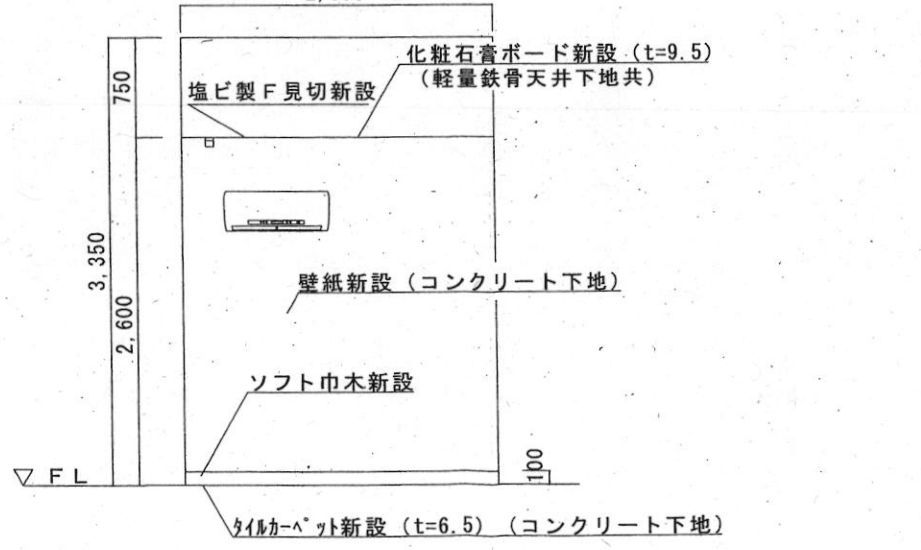 化粧石膏ボード新設（t=9.5）
（軽量鉄骨天井下地共）
塩ビ製Ｆ見切新設
750
3,350
2,600
壁紙新設（コンクリート下地）
ソフト巾木新設
▽ ＦＬ
100
ﾀｲﾙｶｰﾍﾟｯﾄ新設（t=6.5）（コンクリート下地）